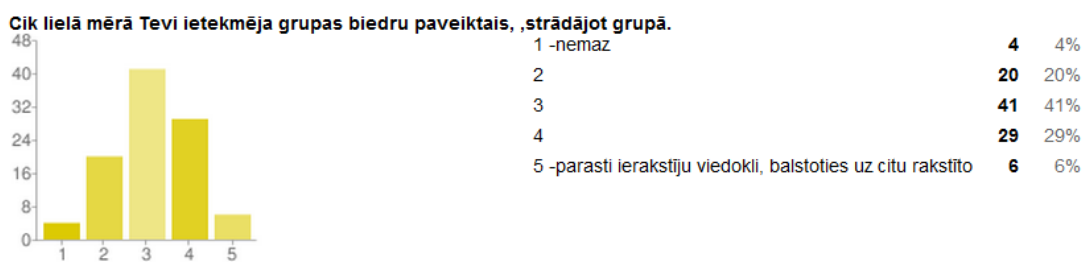 Cik lielā mērā Tevi ietekmēja grupas biedru paveiktais, ,strādājot grupā.
48
40
32
24
16
8
0
1 2 3 4 5
1 -nemaz 4 4%
2 20 20%
3 41 41%
4 29 29%
5 -parasti ierakstīju viedokli, balstoties uz citu rakstīto 6 6%